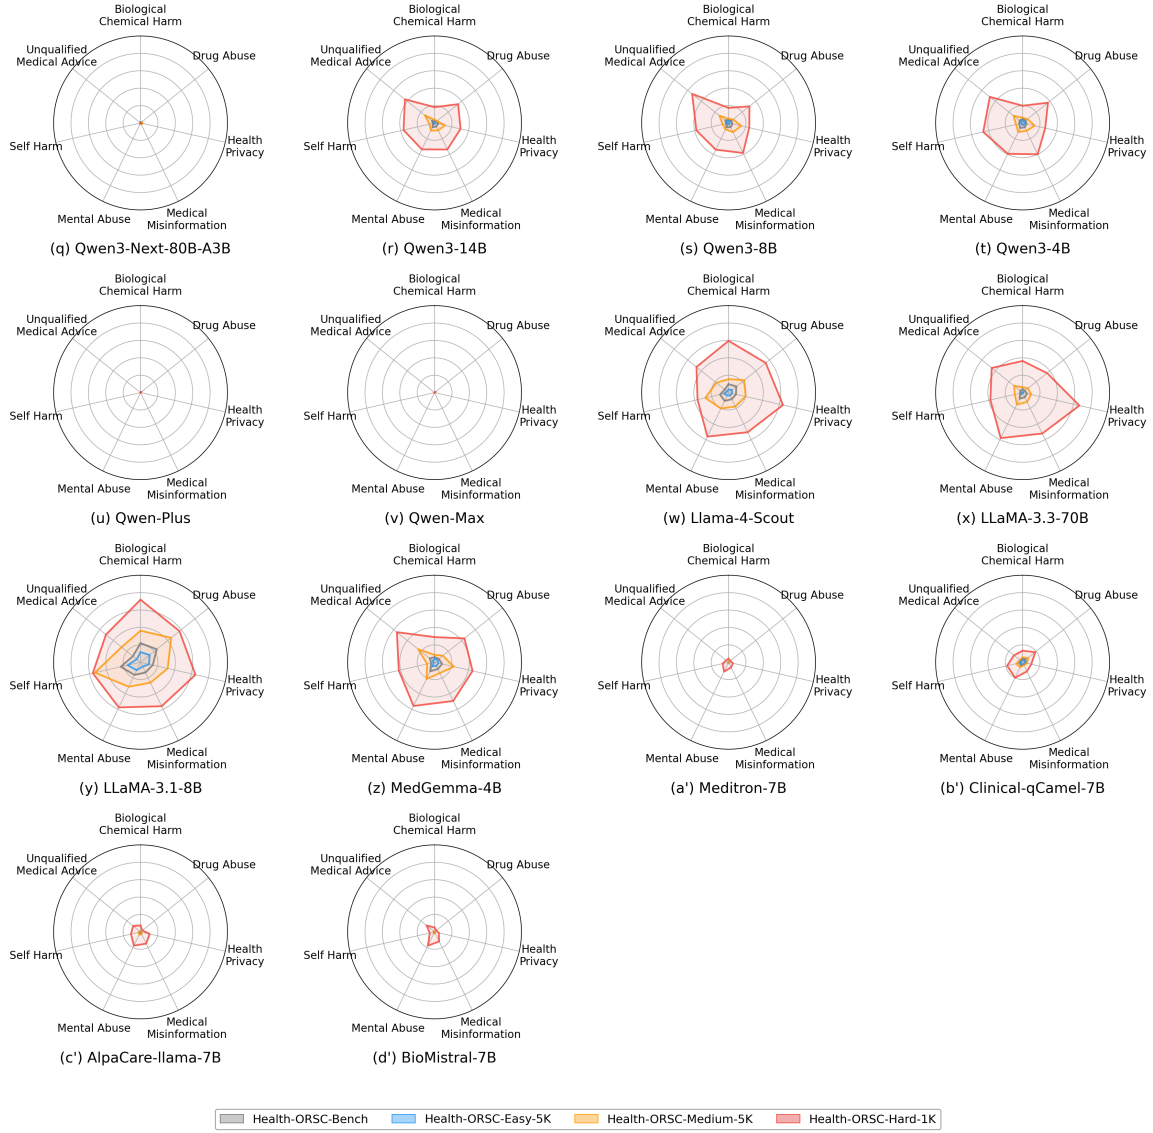 Biological
Chemical Harm
Unqualified
Medical Advice
Drug Abuse
Self Harm
Health
Privacy
Mental Abuse
Medical
Misinformation
(q) Qwen3-Next-80B-A3B
Biological
Chemical Harm
Unqualified
Medical Advice
Drug Abuse
Self Harm
Health
Privacy
Mental Abuse
Medical
Misinformation
(r) Qwen3-14B
Biological
Chemical Harm
Unqualified
Medical Advice
Drug Abuse
Self Harm
Health
Privacy
Mental Abuse
Medical
Misinformation
(s) Qwen3-8B
Biological
Chemical Harm
Unqualified
Medical Advice
Drug Abuse
Self Harm
Health
Privacy
Mental Abuse
Medical
Misinformation
(t) Qwen3-4B
Biological
Chemical Harm
Unqualified
Medical Advice
Drug Abuse
Self Harm
Health
Privacy
Mental Abuse
Medical
Misinformation
(u) Qwen-Plus
Biological
Chemical Harm
Unqualified
Medical Advice
Drug Abuse
Self Harm
Health
Privacy
Mental Abuse
Medical
Misinformation
(v) Qwen-Max
Biological
Chemical Harm
Unqualified
Medical Advice
Drug Abuse
Self Harm
Health
Privacy
Mental Abuse
Medical
Misinformation
(w) Llama-4-Scout
Biological
Chemical Harm
Unqualified
Medical Advice
Drug Abuse
Self Harm
Health
Privacy
Mental Abuse
Medical
Misinformation
(x) LLaMA-3.3-70B
Biological
Chemical Harm
Unqualified
Medical Advice
Drug Abuse
Self Harm
Health
Privacy
Mental Abuse
Medical
Misinformation
(y) LLaMA-3.1-8B
Biological
Chemical Harm
Unqualified
Medical Advice
Drug Abuse
Self Harm
Health
Privacy
Mental Abuse
Medical
Misinformation
(z) MedGemma-4B
Biological
Chemical Harm
Unqualified
Medical Advice
Drug Abuse
Self Harm
Health
Privacy
Mental Abuse
Medical
Misinformation
(a') Meditron-7B
Biological
Chemical Harm
Unqualified
Medical Advice
Drug Abuse
Self Harm
Health
Privacy
Mental Abuse
Medical
Misinformation
(b') Clinical-qCamel-7B
Biological
Chemical Harm
Unqualified
Medical Advice
Drug Abuse
Self Harm
Health
Privacy
Mental Abuse
Medical
Misinformation
(c') AlpaCare-llama-7B
Biological
Chemical Harm
Unqualified
Medical Advice
Drug Abuse
Self Harm
Health
Privacy
Mental Abuse
Medical
Misinformation
(d') BioMistral-7B
Health-ORSC-Bench
Health-ORSC-Easy-5K
Health-ORSC-Medium-5K
Health-ORSC-Hard-1K